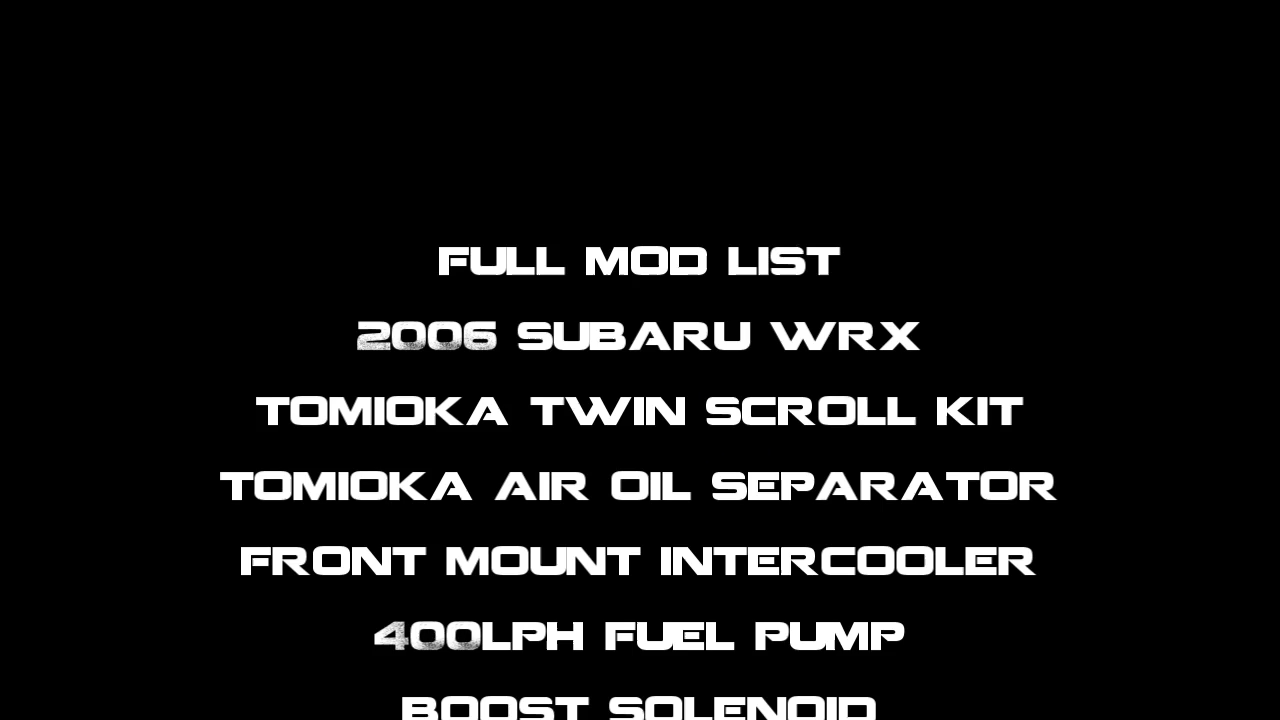 FULL MOD LIST
2006 SUBARU WRX
TOMIOKA TWIN SCROLL KIT
TOMIOKA AIR OIL SEPARATOR
FRONT MOUNT INTERCOOLER
400LPH FUEL PUMP
BOOST SOLENOID